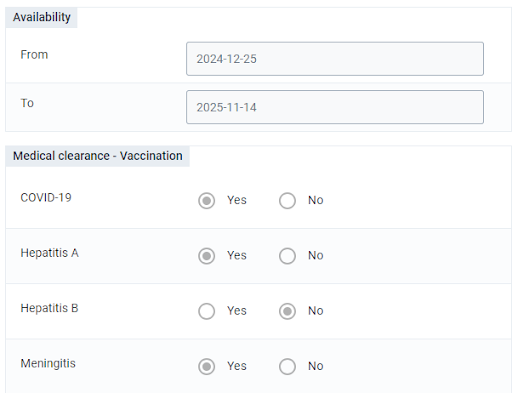 Availability
From
2024-12-25
To
2025-11-14
Medical clearance - Vaccination
COVID-19 Yes No
Hepatitis A Yes No
Hepatitis B Yes No
Meningitis Yes No